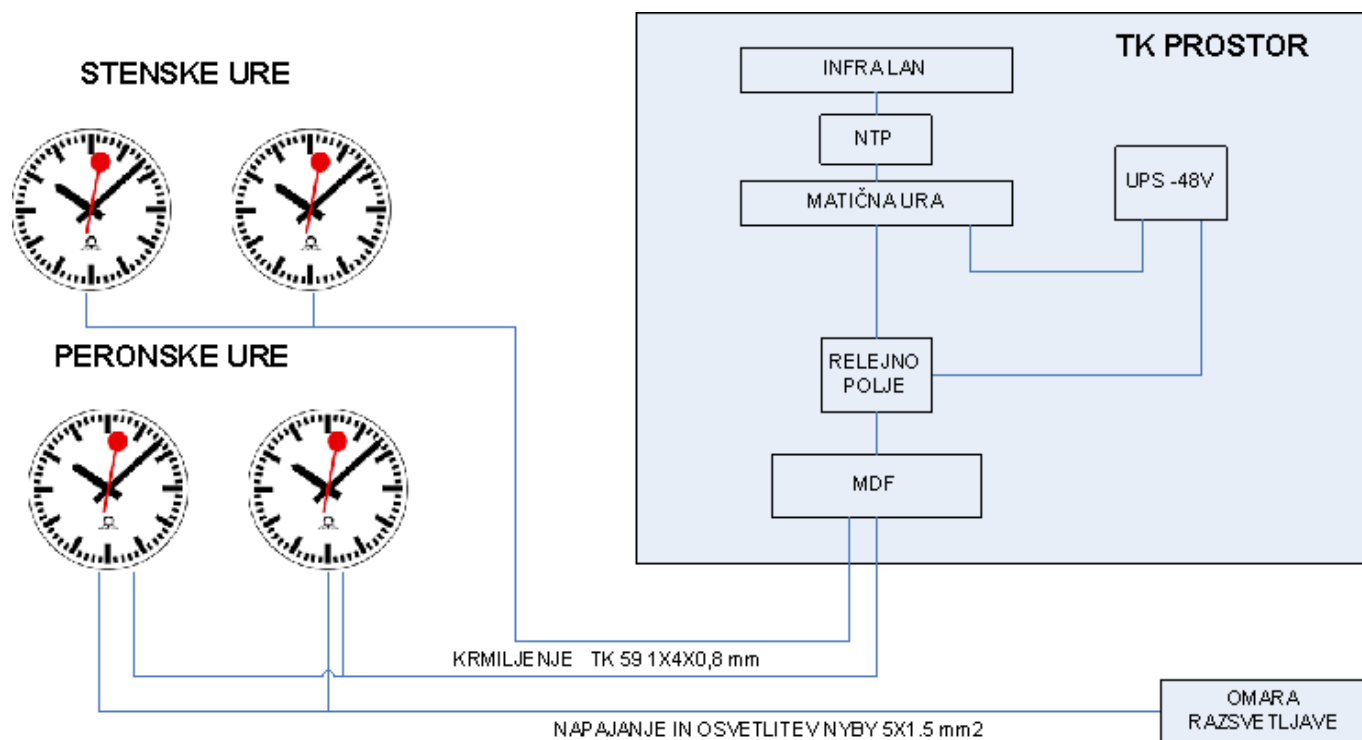 TK PROSTOR
STENSKE URE
INFRA LAN
NTP
UPS -48V
MATIČNA URA
PERONSKE URE
RELEJNO
POLJE
MDF
KRMILJENJE TK 59 1X4X0,8 mm
OMARA
RAZSVETLJAVE
NAPAJANJE IN OSVETLITEV NYBY 5X1.5 mm2